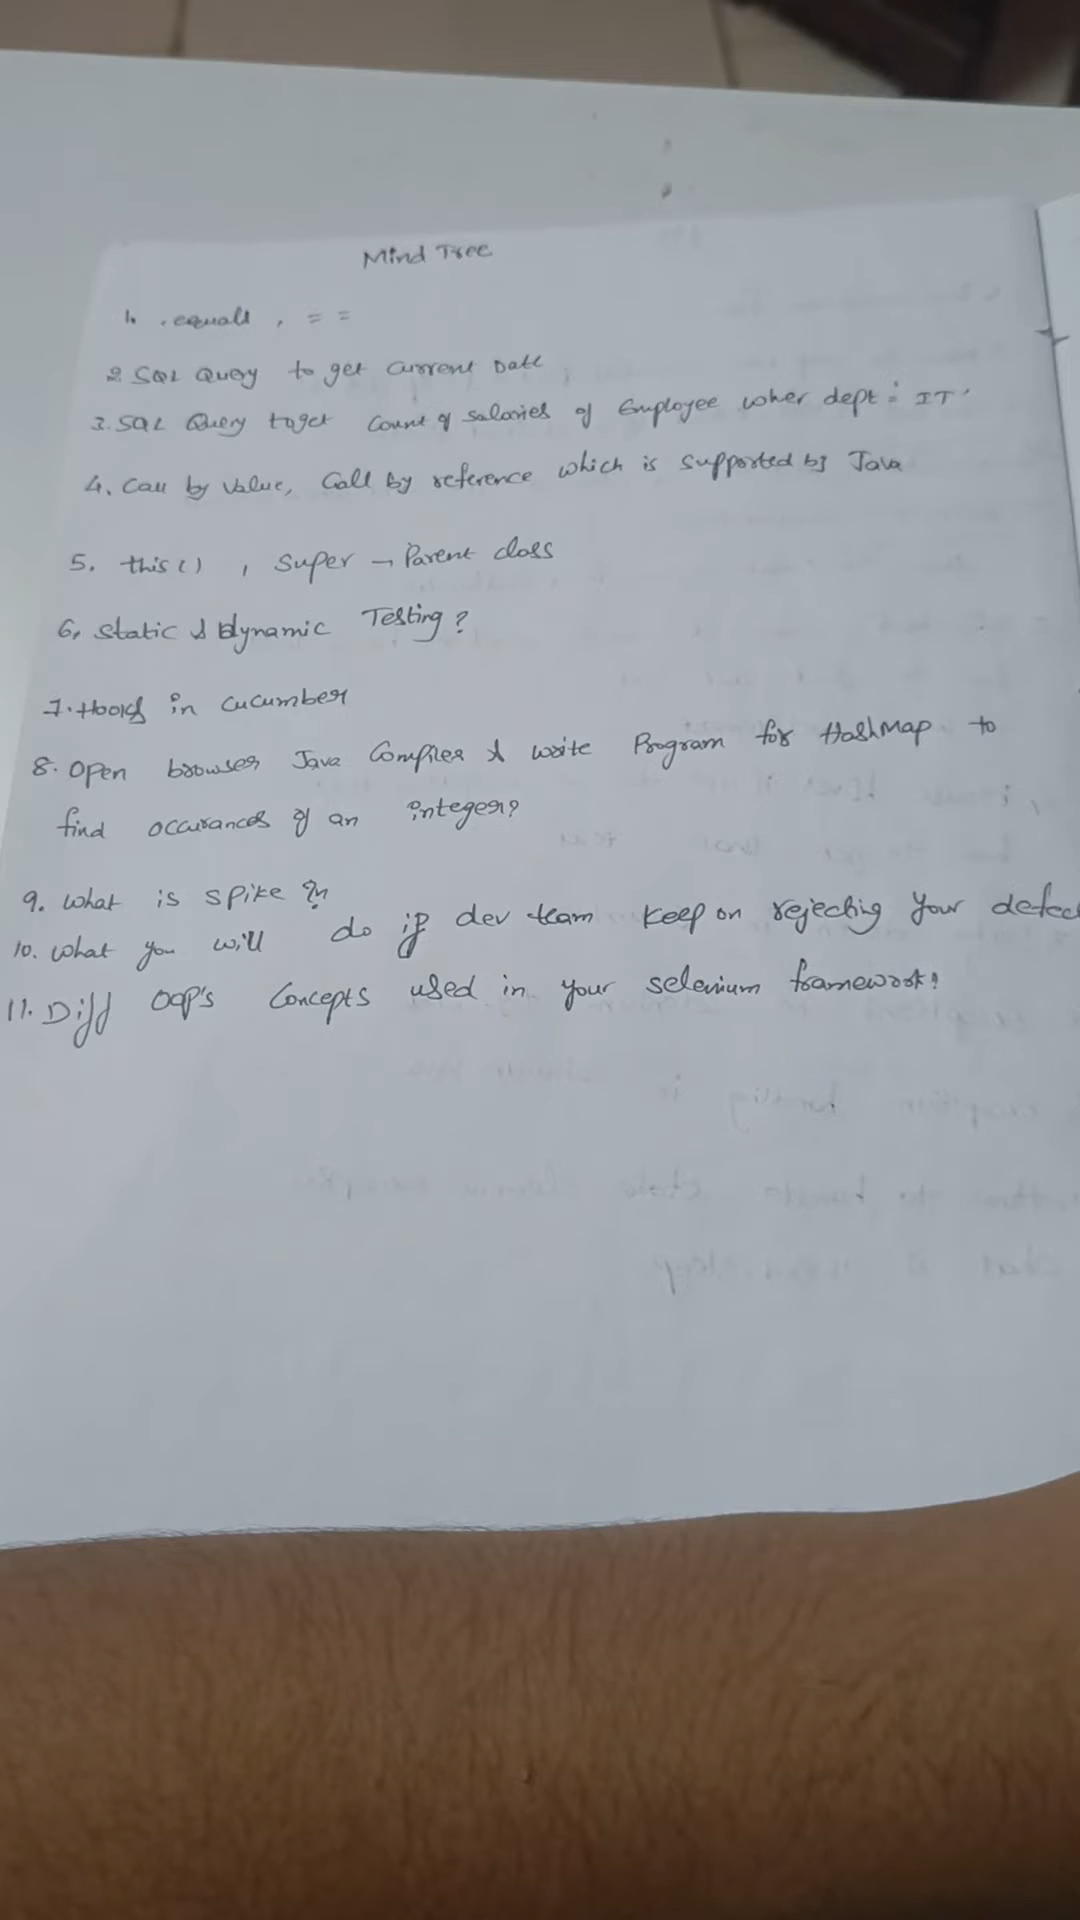 Mind Tree
1. .equals , ==
2. SQL Query to get current Date
3. SQL Query to get Count of salaries of Employee wher dept = IT'
4. Call by Value, Call by reference which is supported by Java
5. this() , Super → Parent class
6, Static & Dynamic Testing?
7. Hooks in Cucumber
8. Open browser Java Compiler & write Program for HashMap to
find occurances of an integer?
9. What is spike ?
10. What you will do if dev team keep on rejecting your defec
11. Diff OOP's Concepts used in your selenium framework?